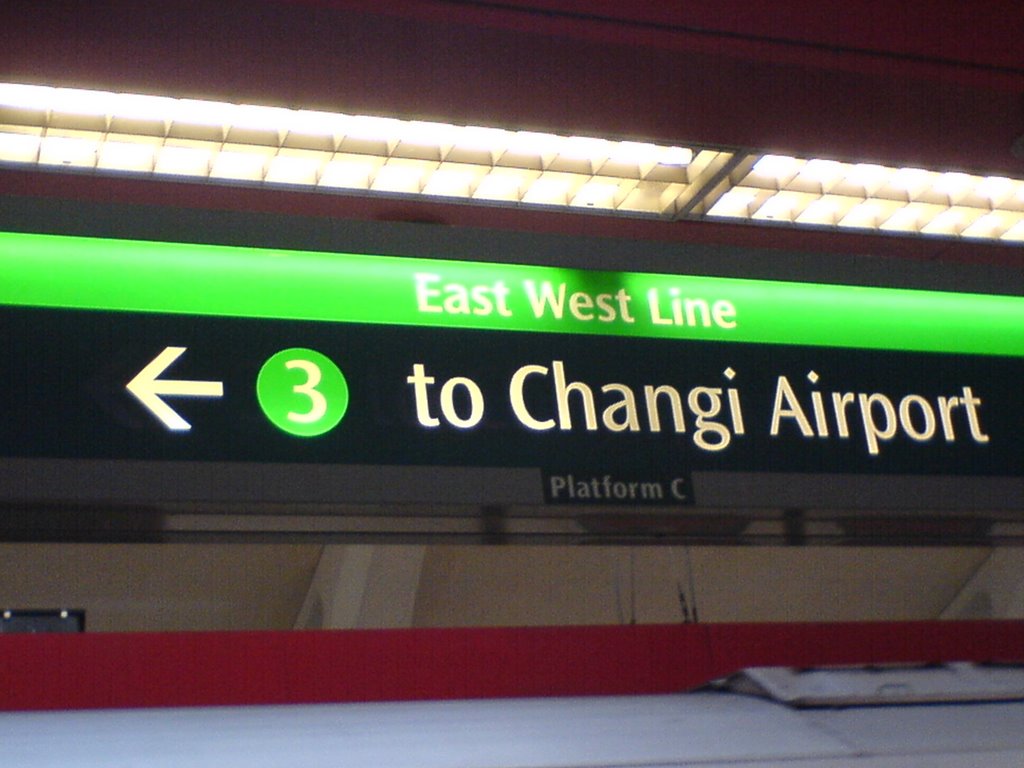 East West Line
3 to Changi Airport
Platform C